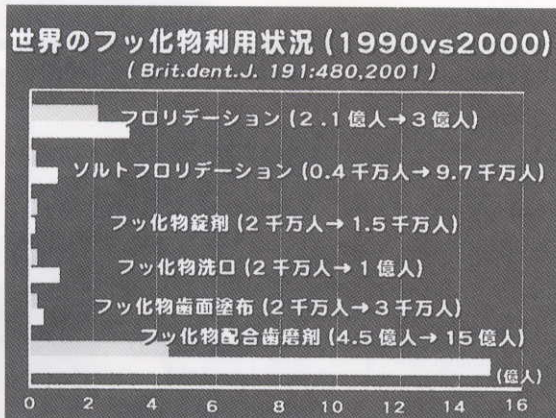 世界のフッ化物利用状況(1990vs2000)
(Brit.dent.J. 191:480,2001)
フロリデーション(2.1億人→3億人)
ソルトフロリデーション(0.4千万人→9.7千万人)
フッ化物錠剤(2千万人→1.5千万人)
フッ化物洗口(2千万人→1億人)
フッ化物歯面塗布(2千万人→3千万人)
フッ化物配合歯磨剤(4.5億人→15億人)
(億人)
0 2 4 6 8 10 12 14 16